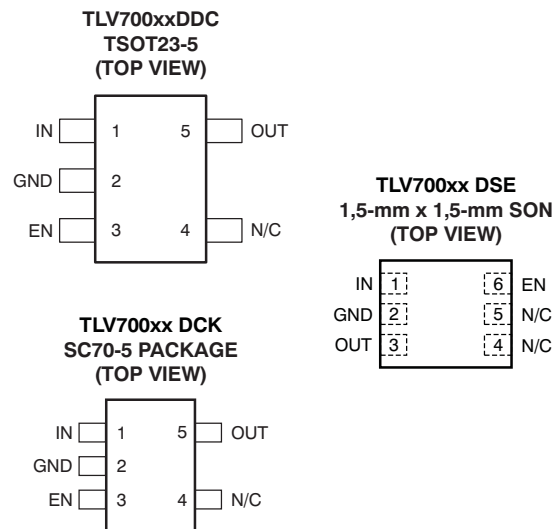 TLV700xxDDC
TSOT23-5
(TOP VIEW)
IN 1 5 OUT
GND 2
EN 3 4 N/C
TLV700xx DSE
1,5-mm x 1,5-mm SON
(TOP VIEW)
IN 1 6 EN
GND 2 5 N/C
OUT 3 4 N/C
TLV700xx DCK
SC70-5 PACKAGE
(TOP VIEW)
IN 1 5 OUT
GND 2
EN 3 4 N/C